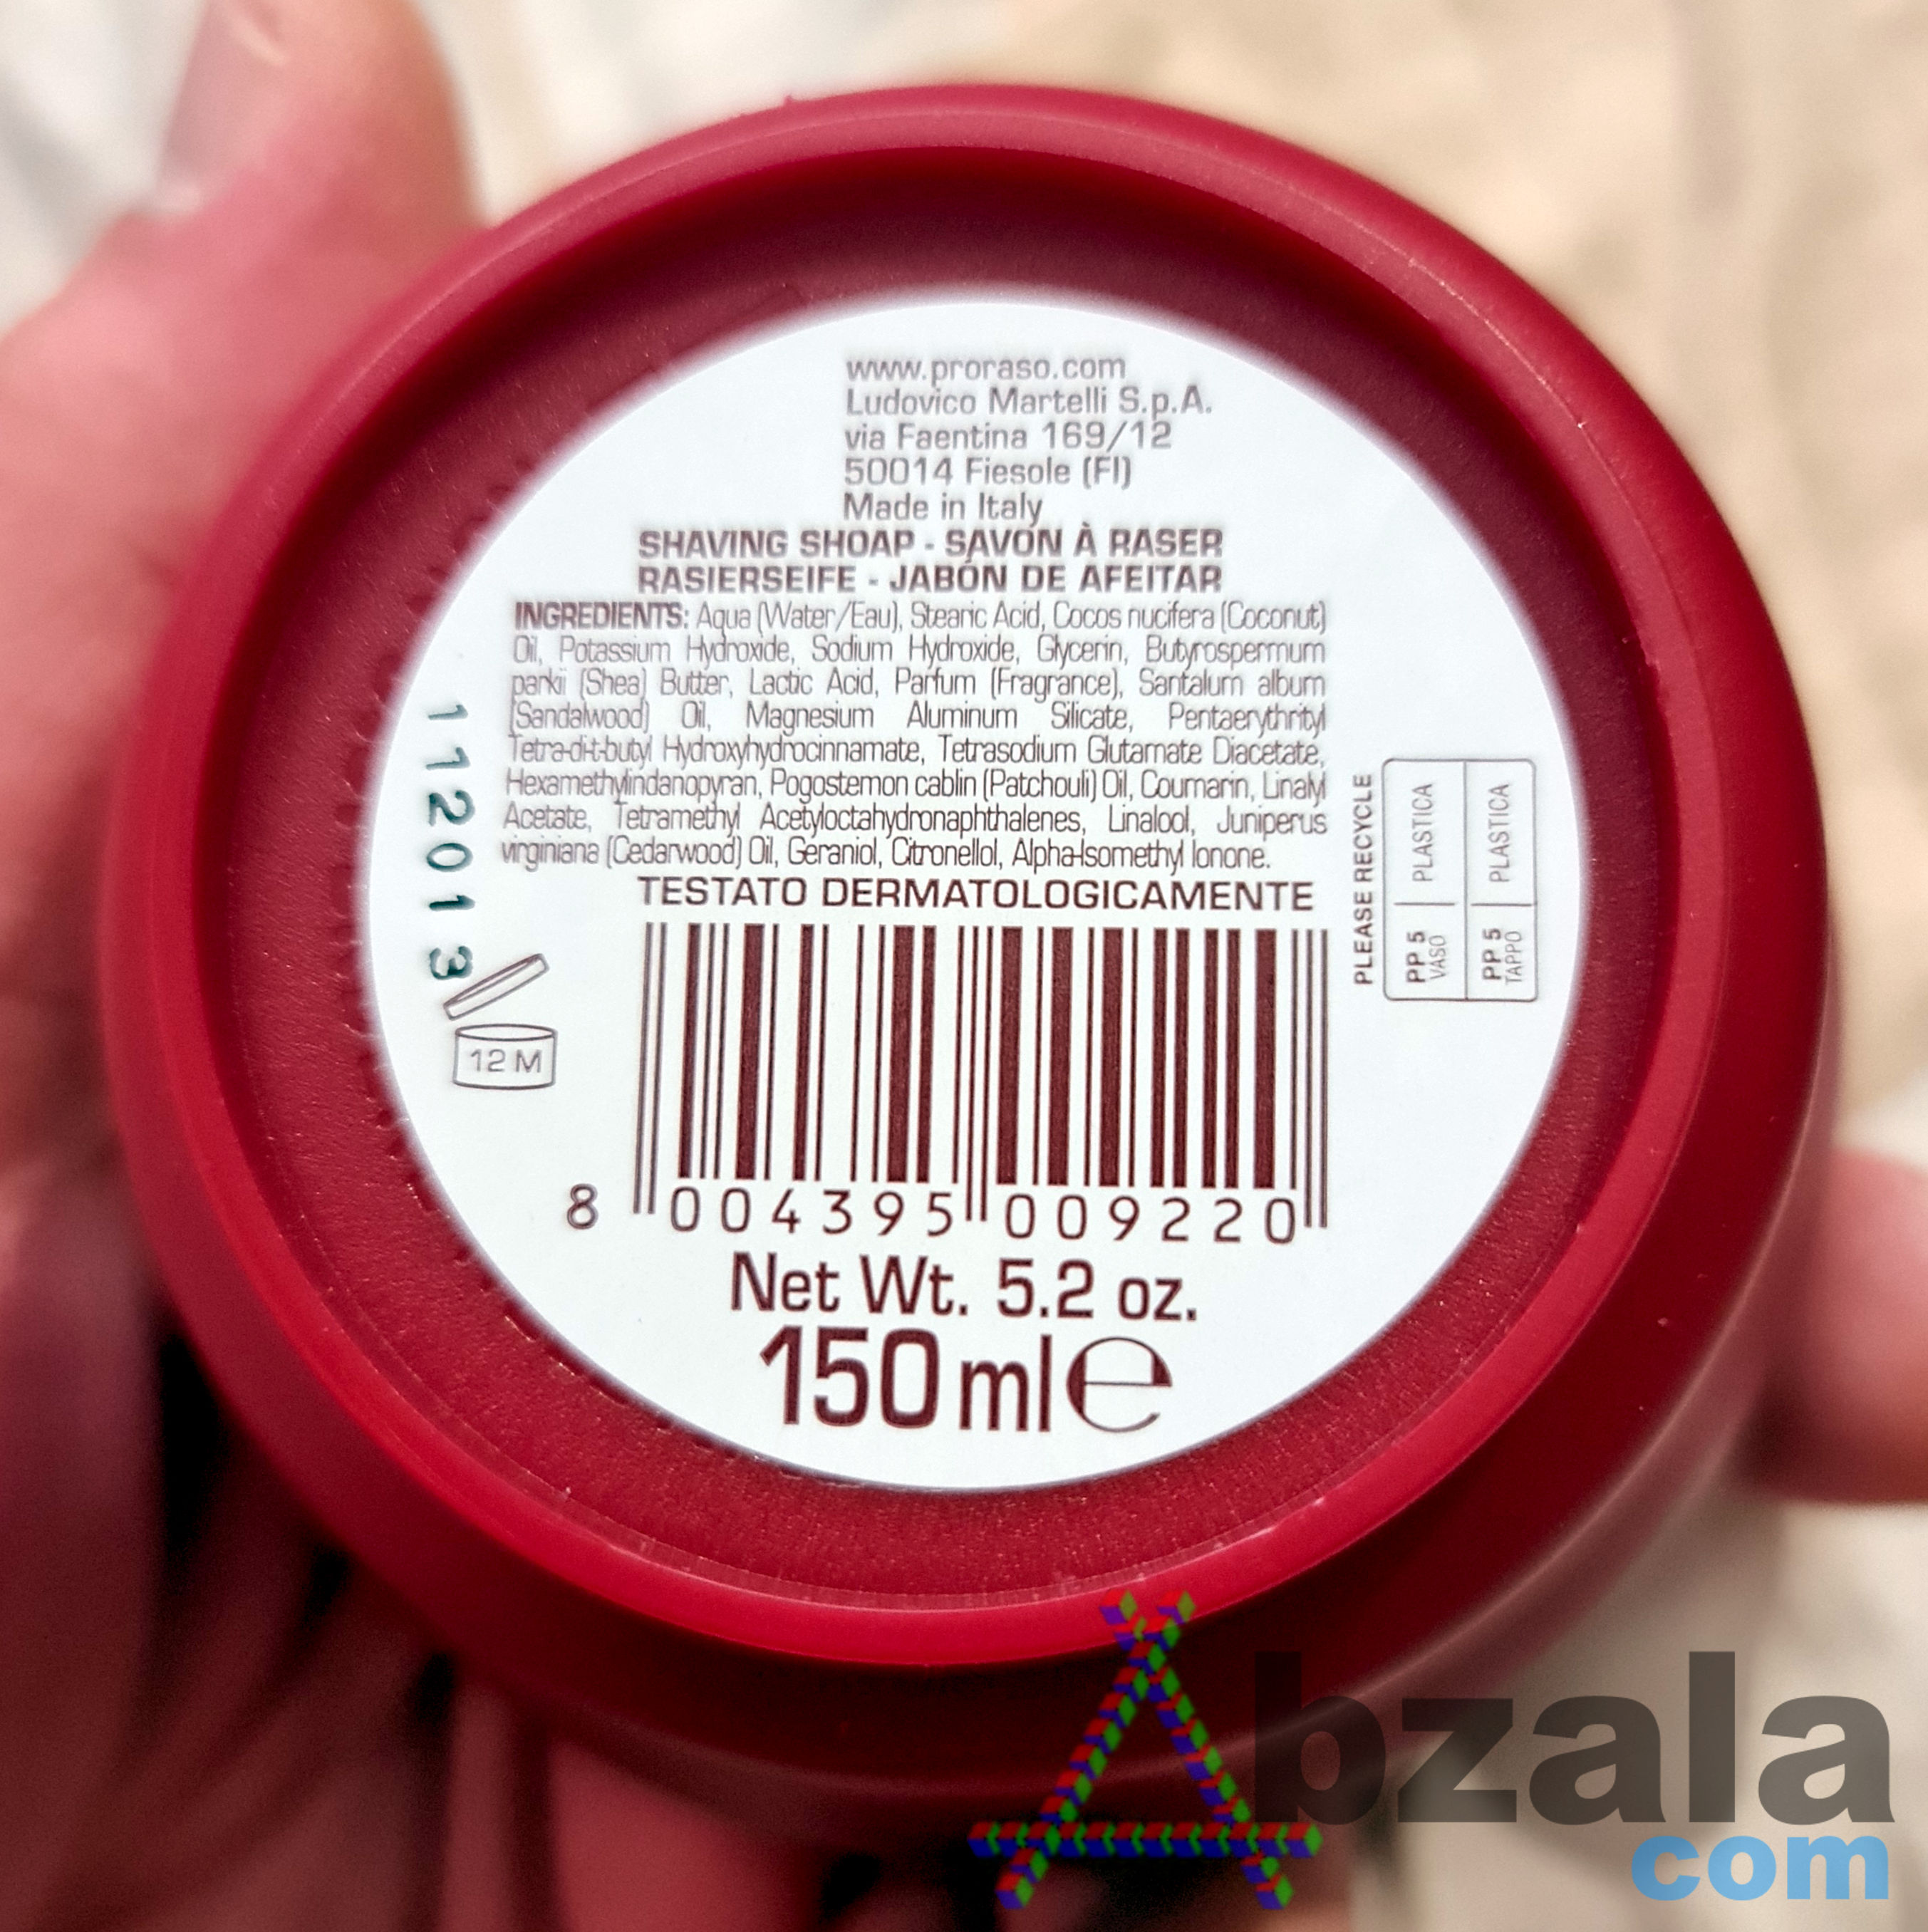 www.proraso.com
Ludovico Martelli S.p.A.
via Faentina 169/12
50014 Fiesole (FI)
Made in Italy
SHAVING SHOAP - SAVON À RASER
RASIERSEIFE - JABÓN DE AFEITAR
INGREDIENTS: Aqua (Water/Eau), Stearic Acid, Cocos nucifera (Coconut)
Oil, Potassium Hydroxide, Sodium Hydroxide, Glycerin, Butyrospermum
parkii (Shea) Butter, Lactic Acid, Parfum (Fragrance), Santalum album
(Sandalwood) Oil, Magnesium Aluminum Silicate, Pentaerythrityl
Tetra-di-t-butyl Hydroxyhydrocinnamate, Tetrasodium Glutamate Diacetate,
Hexamethylindanopyran, Pogostemon cablin (Patchouli) Oil, Coumarin, Linalyl
Acetate, Tetramethyl Acetyloctahydronaphthalenes, Linalool, Juniperus
virginiana (Cedarwood) Oil, Geraniol, Citronellol, Alpha-Isomethyl Ionone.
TESTATO DERMATOLOGICAMENTE
112013
12 M
PLEASE RECYCLE
PP 5 PLASTICA
VASO
PP 5 PLASTICA
TAPPO
8 004395 009220
Net Wt. 5.2 oz.
150 ml e
Abzala
com